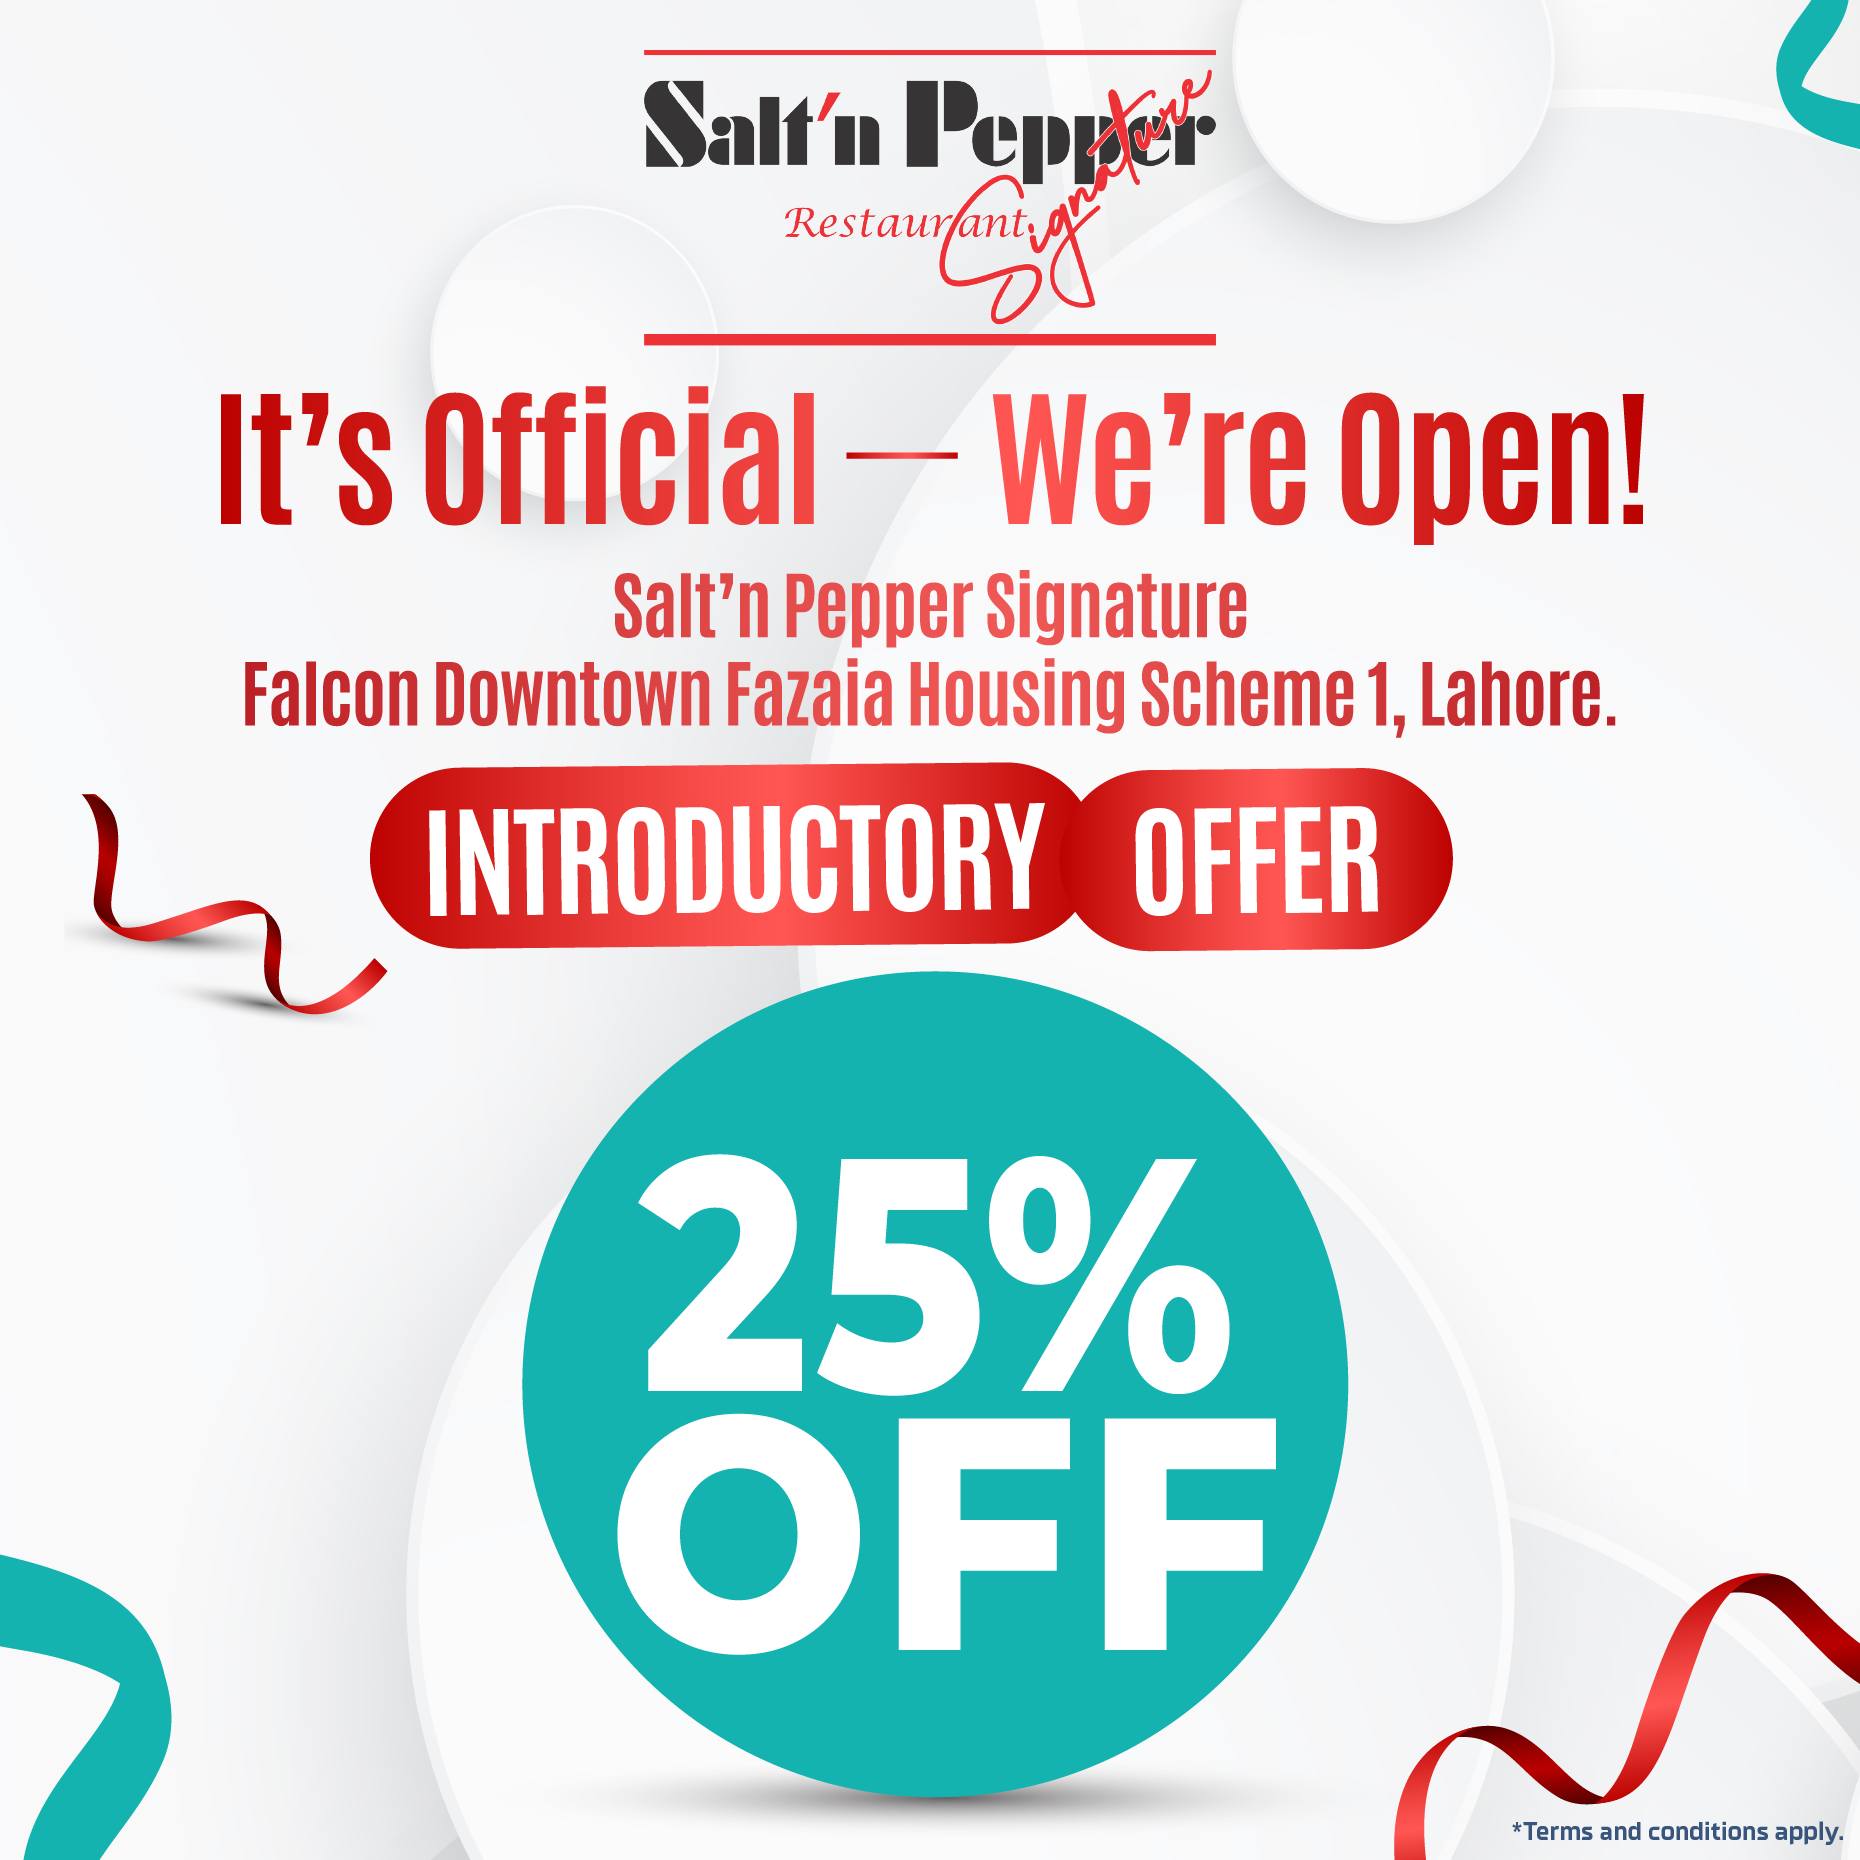 Salt'n Pepper
Restaurant
Signature
It's Official — We're Open!
Salt'n Pepper Signature
Falcon Downtown Fazaia Housing Scheme 1, Lahore.
INTRODUCTORY OFFER
25%
OFF
*Terms and conditions apply.